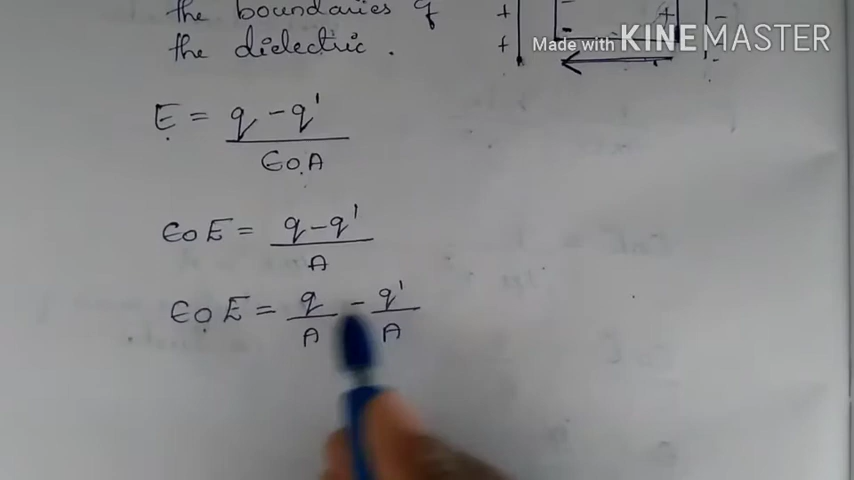 the boundaries of
the dielectric.
+ - + -
+ - -
Made with KINEMASTER
E = q - q' / ϵ0A
ϵ0E = q - q' / A
ϵ0E = q/A - q'/A